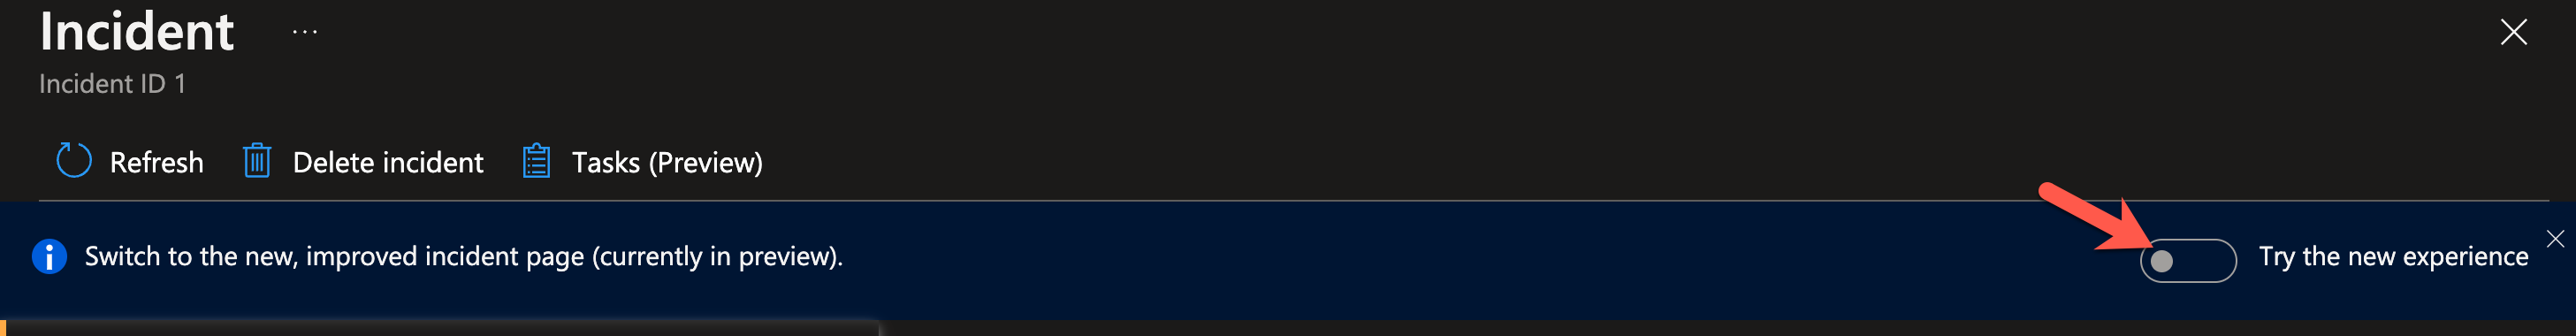 Incident ...
Incident ID 1
Refresh Delete incident Tasks (Preview)
Switch to the new, improved incident page (currently in preview). Try the new experience